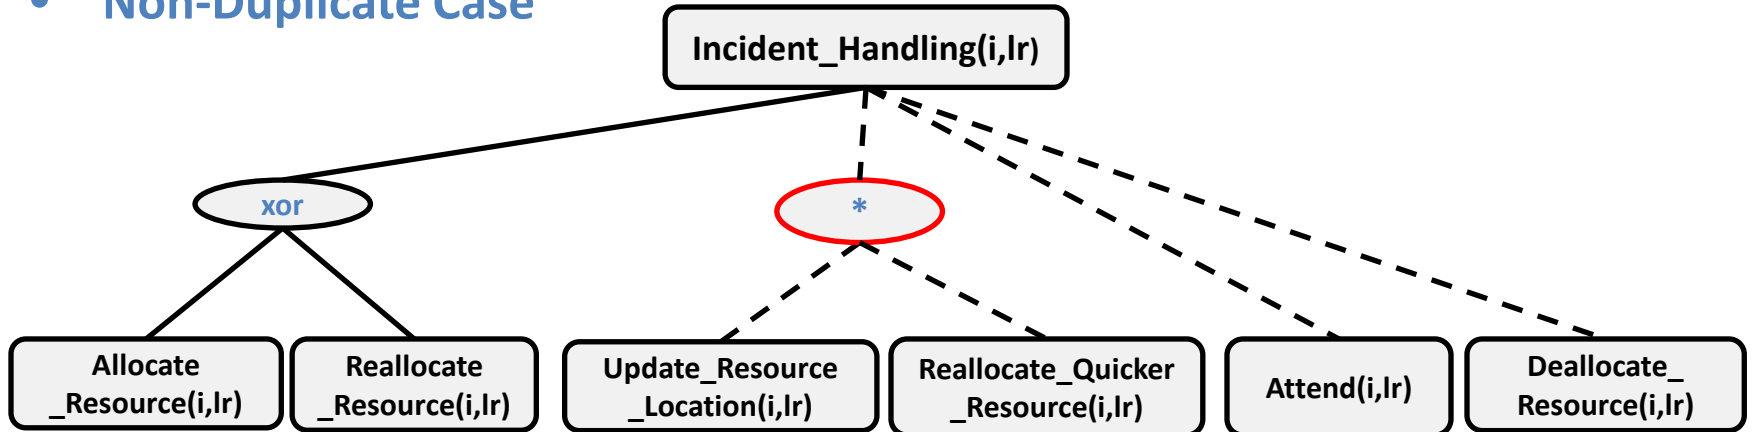 • Non-Duplicate Case
Incident_Handling(i,lr)
xor
*
Allocate
_Resource(i,lr)
Reallocate
_Resource(i,lr)
Update_Resource
_Location(i,lr)
Reallocate_Quicker
_Resource(i,lr)
Attend(i,lr)
Deallocate_
Resource(i,lr)